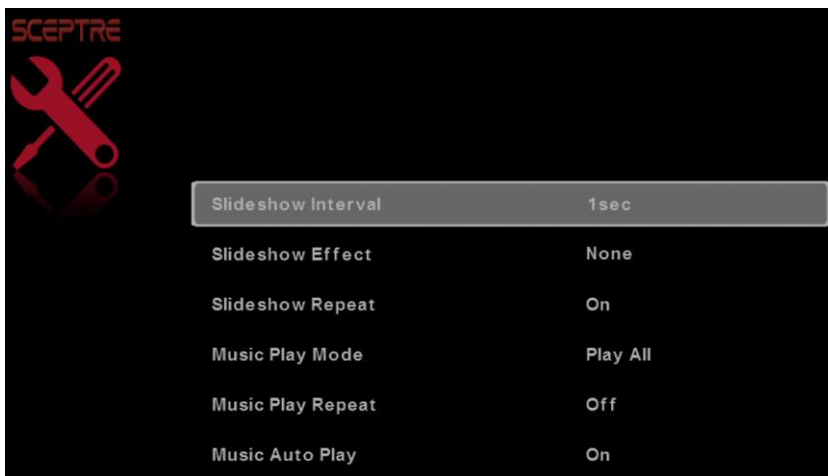 SCEPTRE
Slideshow Interval 1sec
Slideshow Effect None
Slideshow Repeat On
Music Play Mode Play All
Music Play Repeat Off
Music Auto Play On